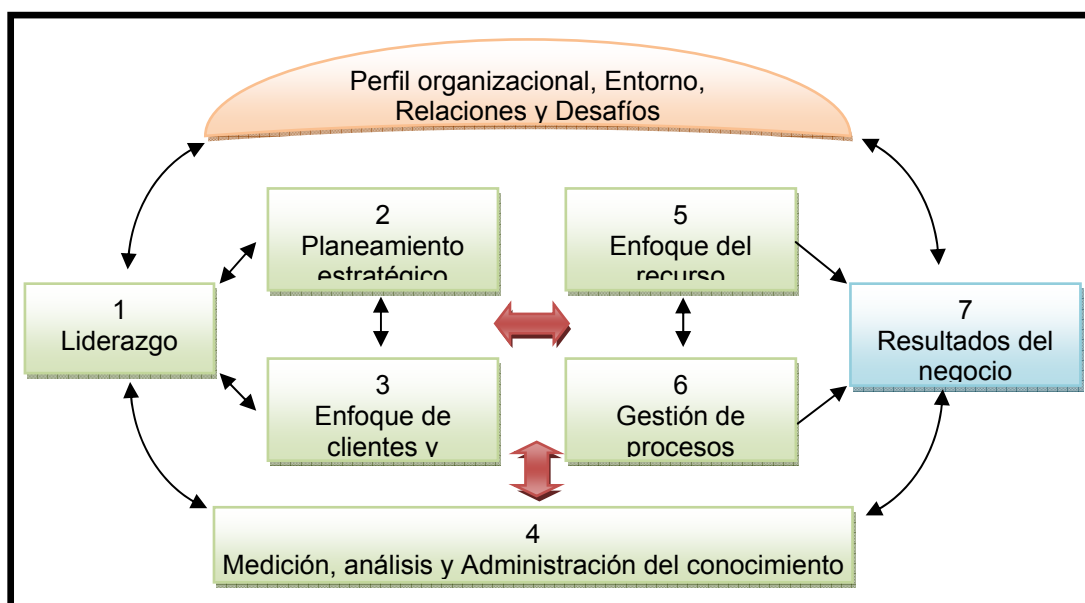 Perfil organizacional, Entorno,
Relaciones y Desafíos
1
Liderazgo
2
Planeamiento
estratégico
3
Enfoque de
clientes y
4
Medición, análisis y Administración del conocimiento
5
Enfoque del
recurso
6
Gestión de
procesos
7
Resultados del
negocio